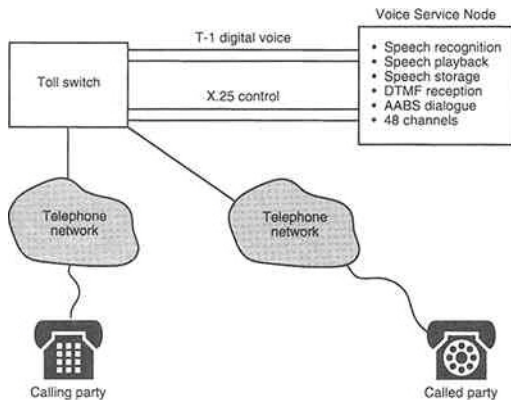 Voice Service Node
T-1 digital voice
Toll switch
X.25 control
• Speech recognition
• Speech playback
• Speech storage
• DTMF reception
• AABS dialogue
• 48 channels
Telephone
network
Telephone
network
Calling party
Called party